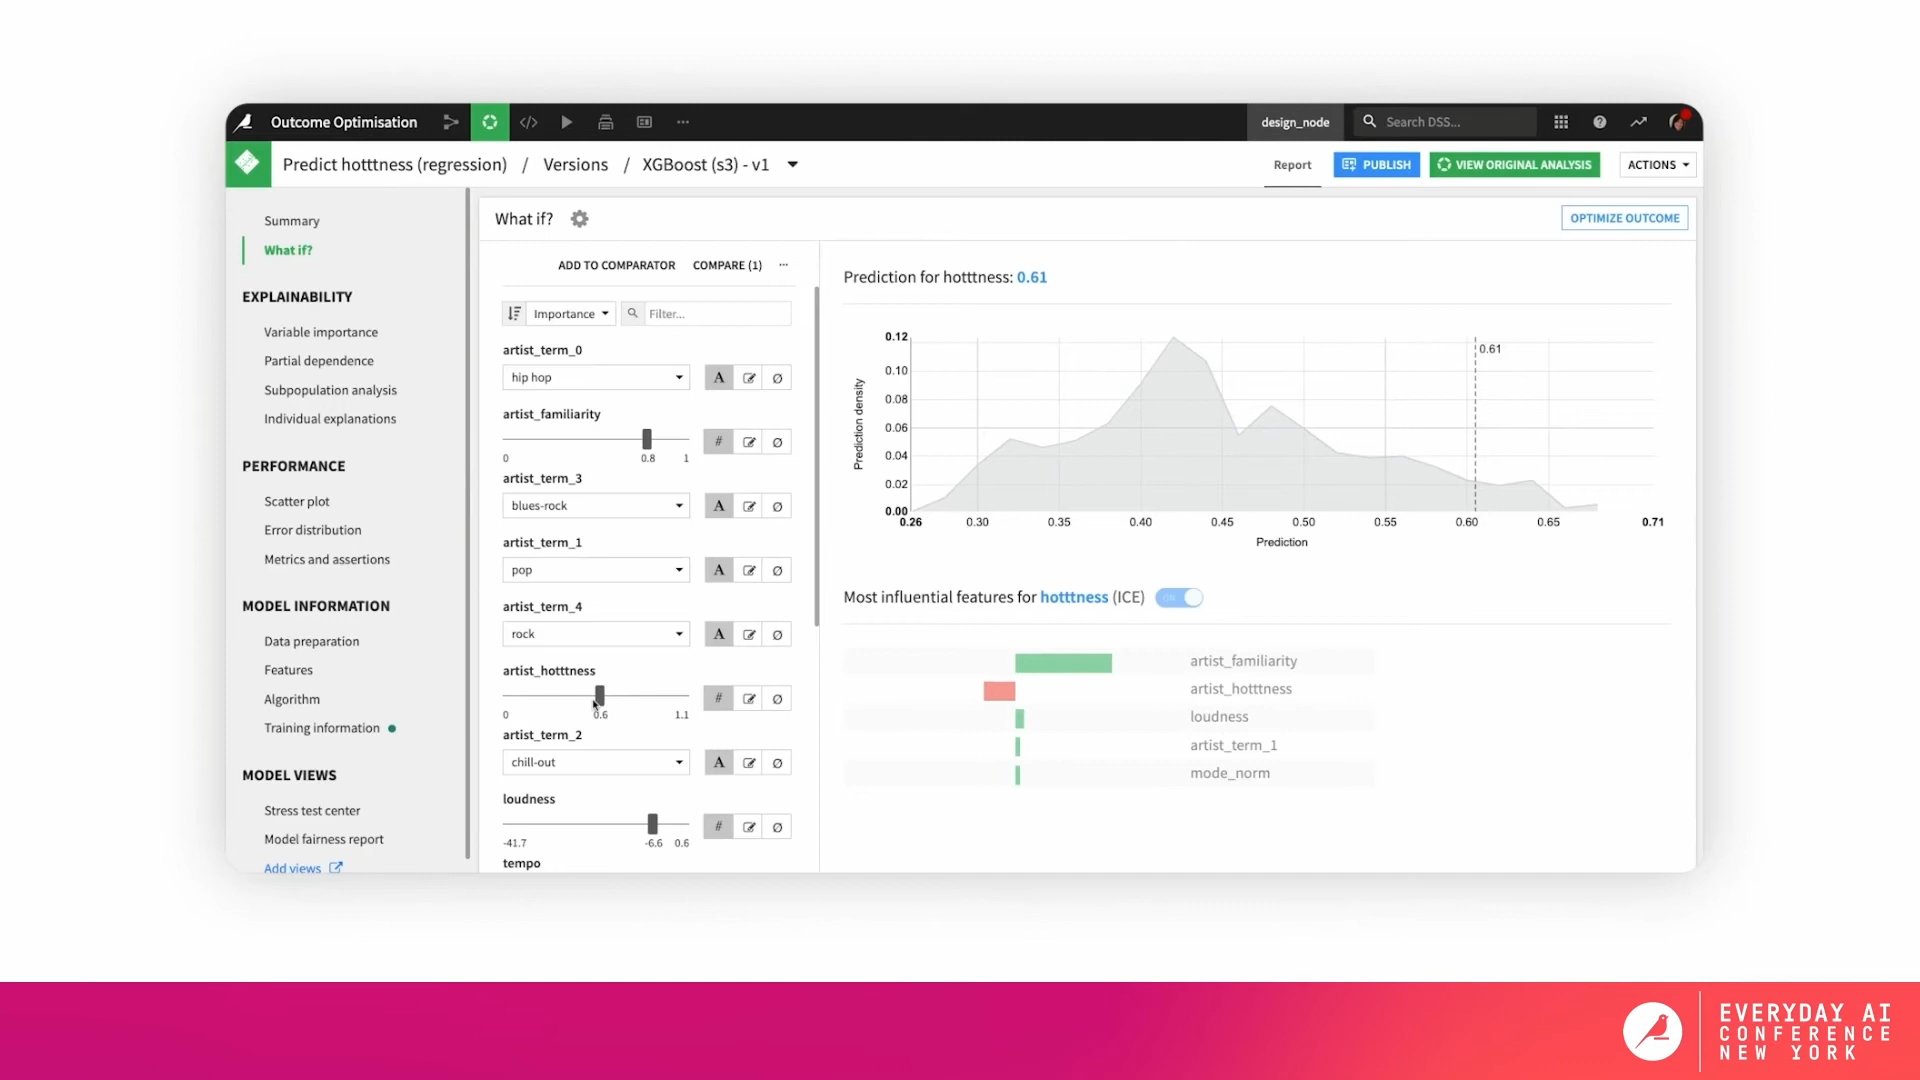 Outcome Optimisation
design_node
Search DSS...
Predict hotttness (regression) / Versions / XGBoost (s3) - v1
Report
PUBLISH
VIEW ORIGINAL ANALYSIS
ACTIONS
Summary
What if?
EXPLAINABILITY
Variable importance
Partial dependence
Subpopulation analysis
Individual explanations
PERFORMANCE
Scatter plot
Error distribution
Metrics and assertions
MODEL INFORMATION
Data preparation
Features
Algorithm
Training information
MODEL VIEWS
Stress test center
Model fairness report
Add views
What if?
OPTIMIZE OUTCOME
ADD TO COMPARATOR COMPARE (1) ...
Importance
Filter...
artist_term_0
hip hop
A
artist_familiarity
#
0 0.8 1
artist_term_3
blues-rock
A
artist_term_1
pop
A
artist_term_4
rock
A
artist_hotttness
#
0 0.6 1.1
artist_term_2
chill-out
A
loudness
#
-41.7 -6.6 0.6
tempo
Prediction for hotttness: 0.61
Prediction density
0.12
0.10
0.08
0.06
0.04
0.02
0.00
0.61
0.26 0.30 0.35 0.40 0.45 0.50 0.55 0.60 0.65 0.71
Prediction
Most influential features for hotttness (ICE) ON
artist_familiarity
artist_hotttness
loudness
artist_term_1
mode_norm
EVERYDAY AI
CONFERENCE
NEW YORK